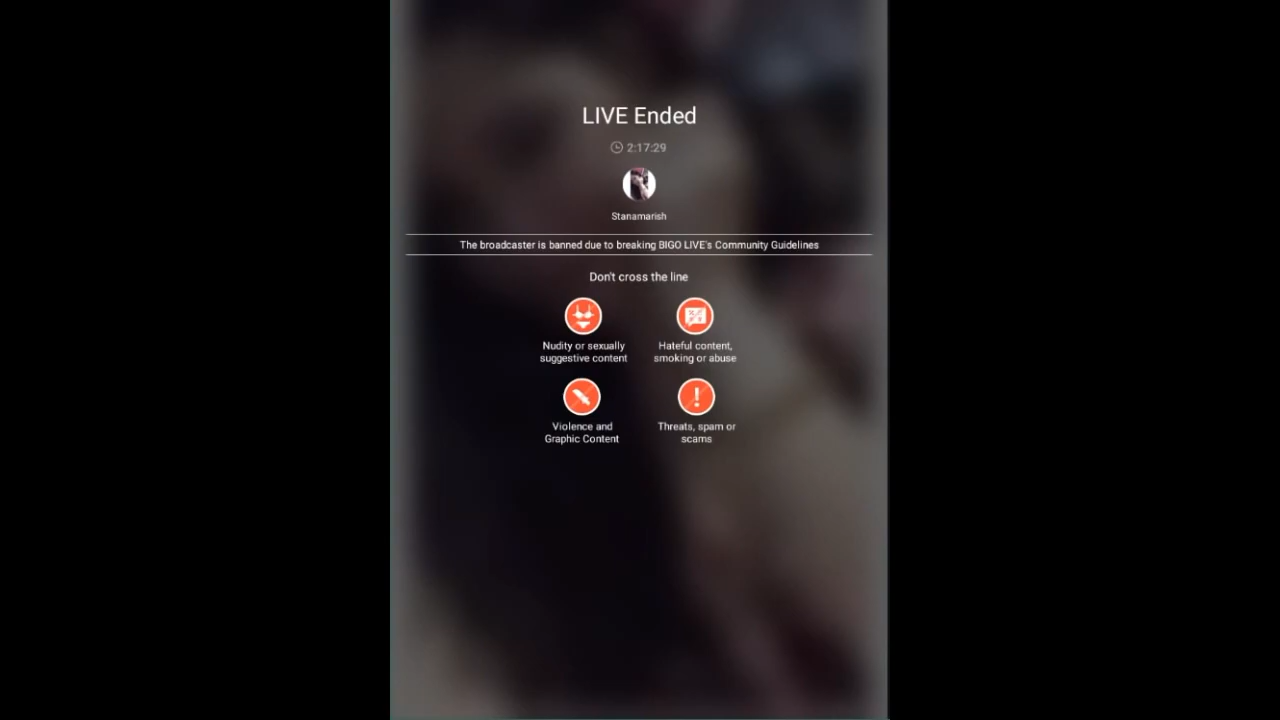 LIVE Ended
2:17:29
Stanamarish
The broadcaster is banned due to breaking BIGO LIVE's Community Guidelines
Don't cross the line
Nudity or sexually
suggestive content
Hateful content,
smoking or abuse
Violence and
Graphic Content
Threats, spam or
scams